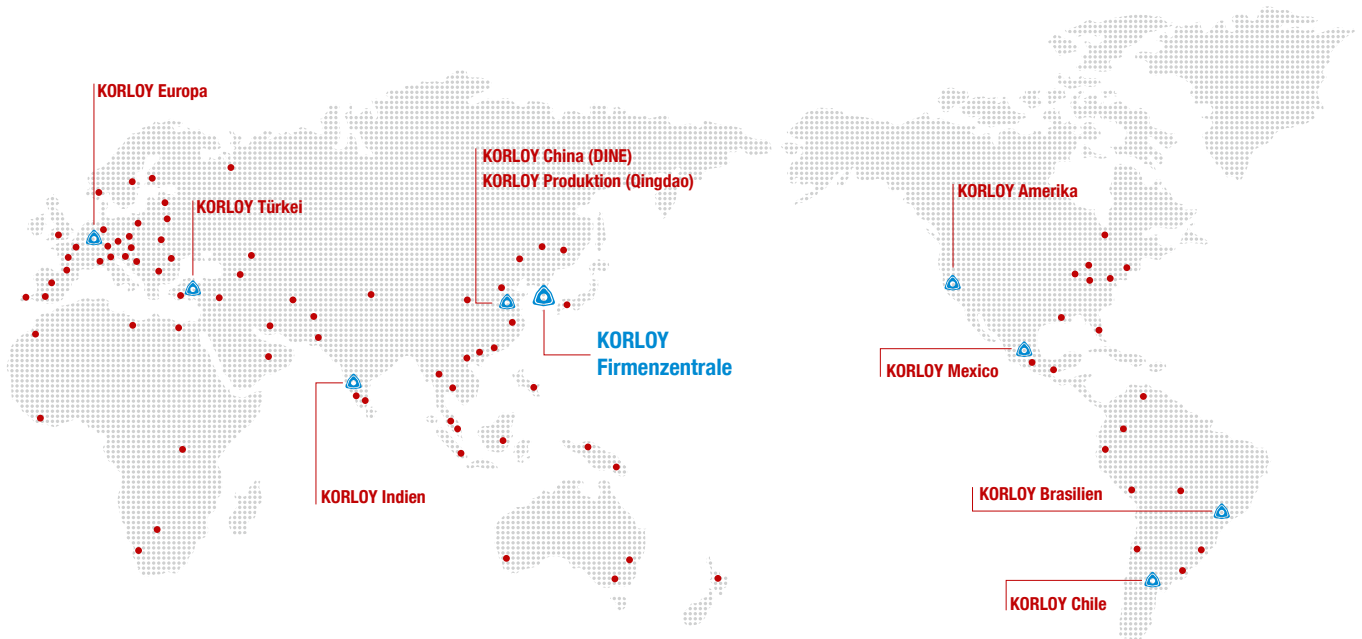 KORLOY Europa
KORLOY China (DINE)
KORLOY Produktion (Qingdao)
KORLOY Amerika
KORLOY Türkei
KORLOY
Firmenzentrale
KORLOY Mexico
KORLOY Indien
KORLOY Brasilien
KORLOY Chile